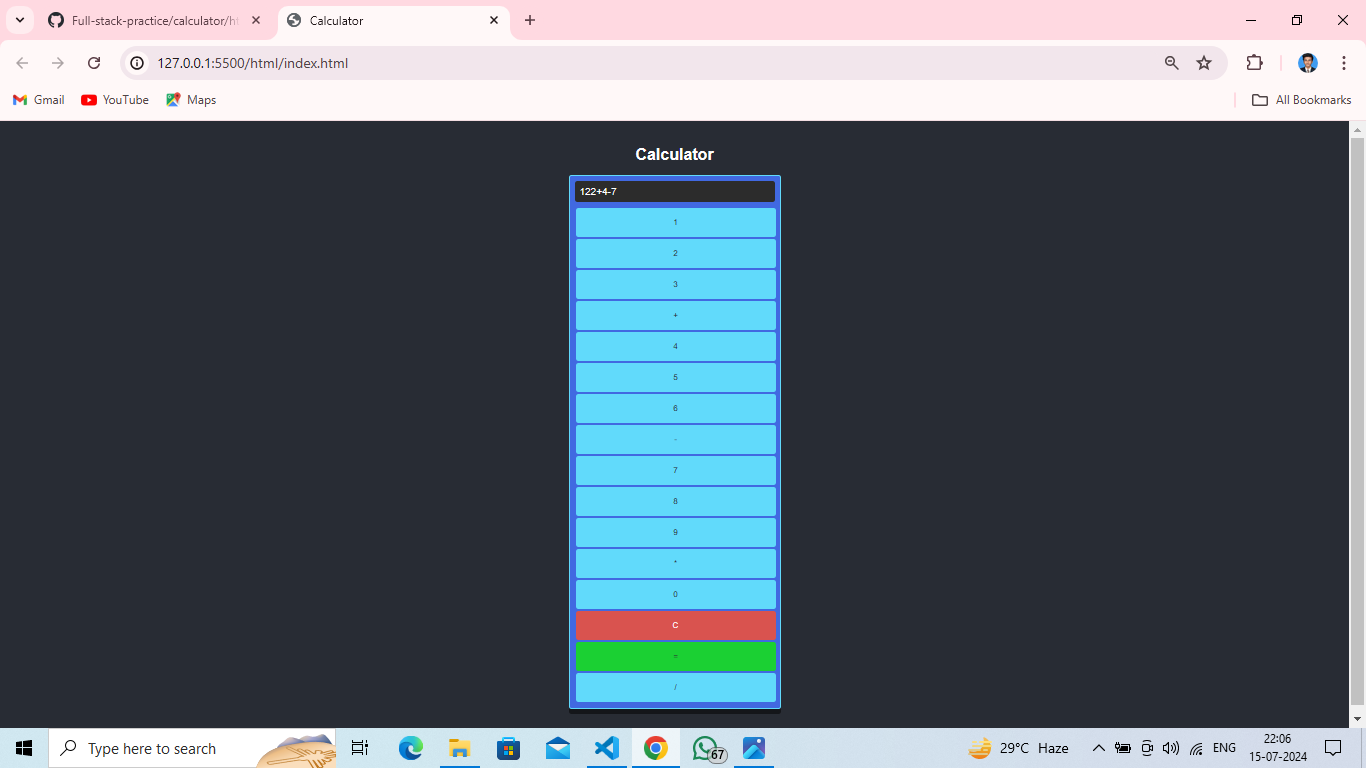 Full-stack-practice/calculator/ht
Calculator
127.0.0.1:5500/html/index.html
Gmail YouTube Maps All Bookmarks
Calculator
122+4-7
1
2
3
+
4
5
6
-
7
8
9
*
0
C
=
/
Type here to search 67 29°C Haze ENG 22:06
15-07-2024